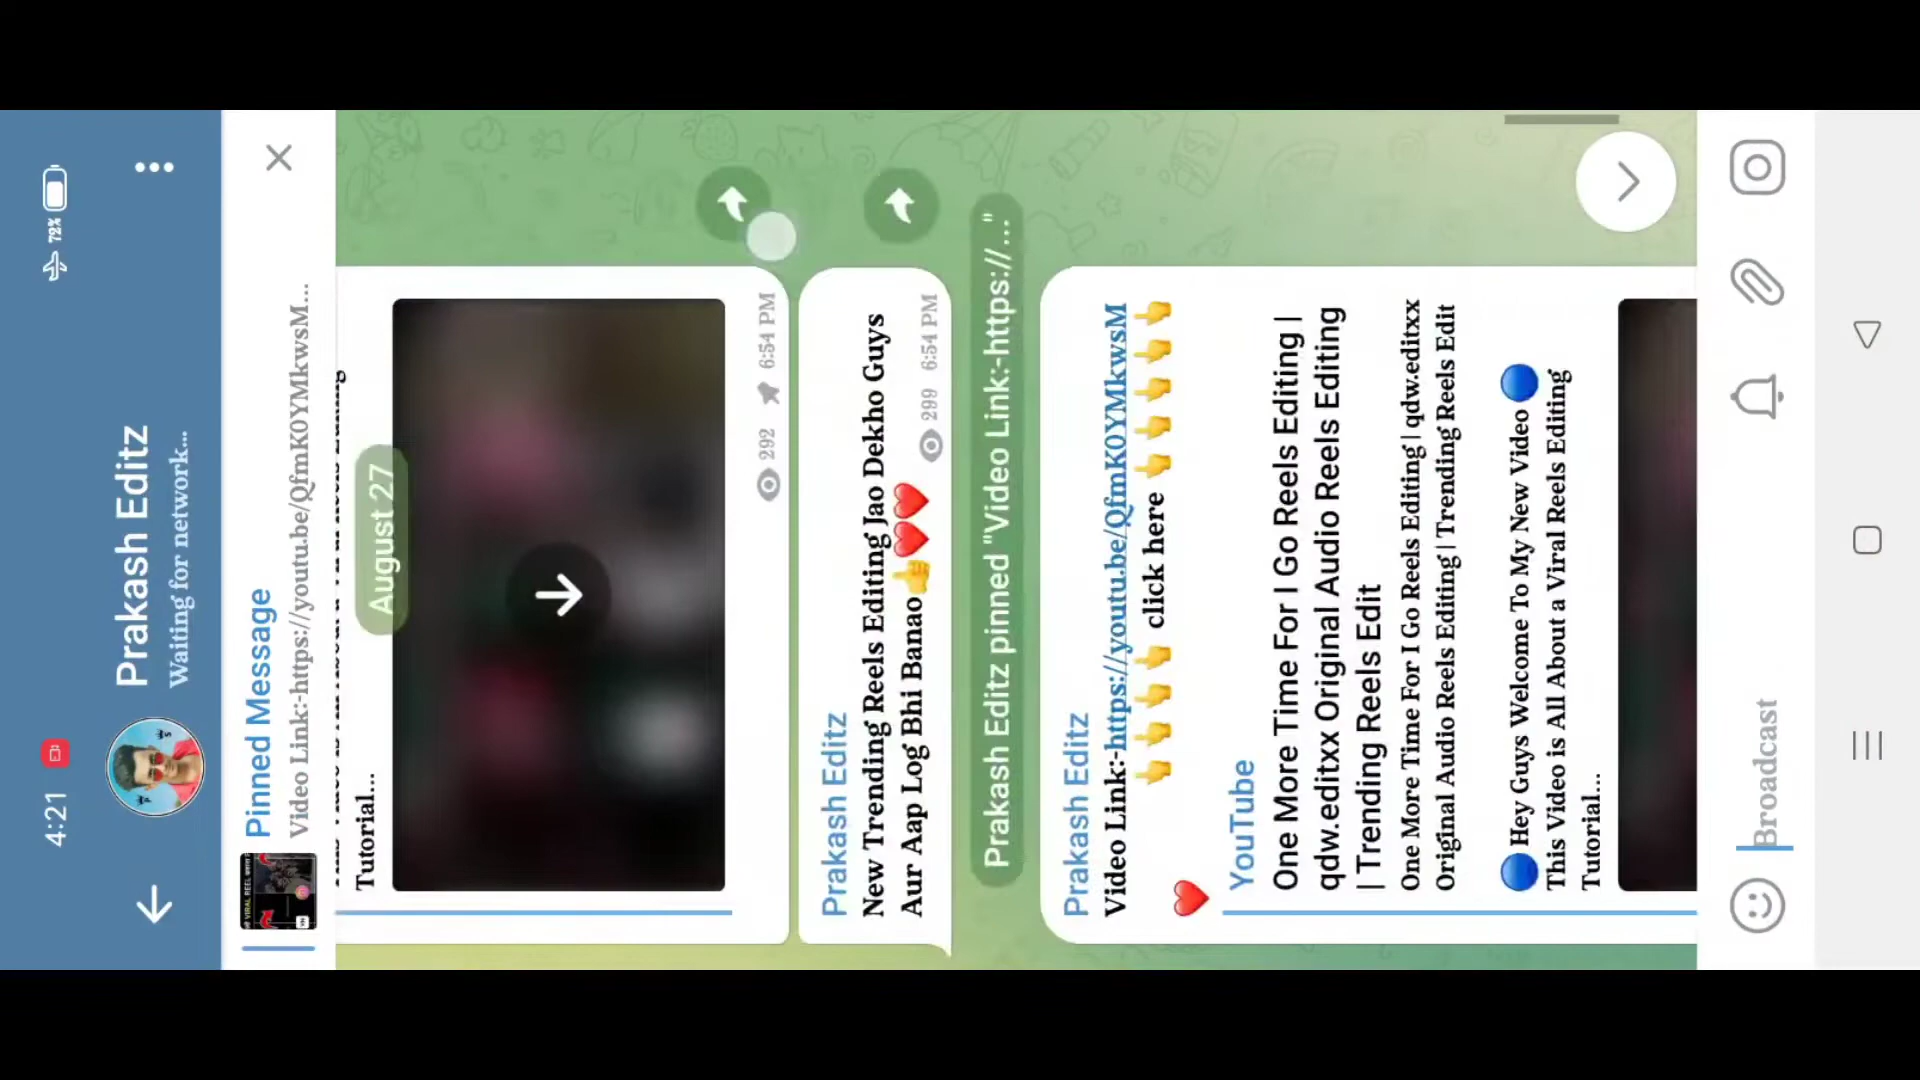 4:21
72%
Prakash Editz
Waiting for network...
Pinned Message
Video Link:-https://youtu.be/QfmK0YMkwsM...
Tutorial...
August 27
292 6:54 PM
Prakash Editz
New Trending Reels Editing Jao Dekho Guys
Aur Aap Log Bhi Banao👍❤️❤️
299 6:54 PM
Prakash Editz pinned "Video Link:-https://..."
Prakash Editz
Video Link:-https://youtu.be/QfmK0YMkwsM
👇👇👇👇 click here 👇👇👇👇👇
❤️
YouTube
One More Time For I Go Reels Editing |
qdw.editxx Original Audio Reels Editing
| Trending Reels Edit
One More Time For I Go Reels Editing | qdw.editxx
Original Audio Reels Editing | Trending Reels Edit
🔵 Hey Guys Welcome To My New Video 🔵
This Video is All About a Viral Reels Editing
Tutorial...
Broadcast